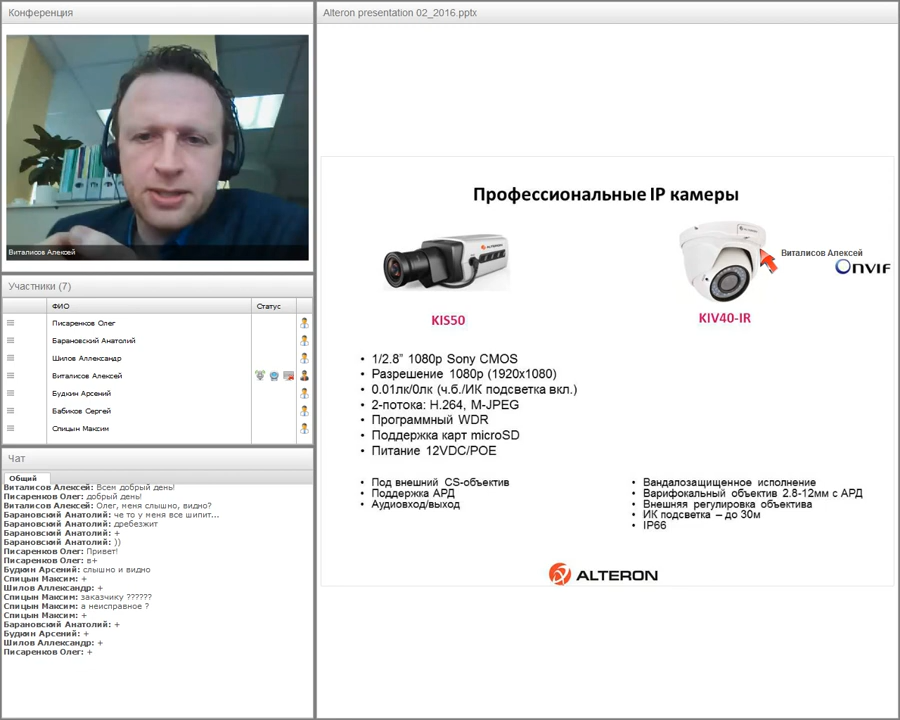 Конференция
Виталисов Алексей
Участники (7)
ФИО
Статус
Писаренков Олег
Барановский Анатолий
Шилов Аллександр
Виталисов Алексей
Будкин Арсений
Бабиков Сергей
Спицын Максим
Чат
Общий
Виталисов Алексей: Всем добрый день!
Писаренков Олег: добрый день!
Виталисов Алексей: Олег, меня слышно, видно?
Барановский Анатолий: че то у меня все шипит...
Барановский Анатолий: дребезжит
Барановский Анатолий: +
Барановский Анатолий: ))
Писаренков Олег: Привет!
Писаренков Олег: в+
Будкин Арсений: слышно и видно
Спицын Максим: +
Шилов Аллександр: +
Спицын Максим: заказчику ??????
Спицын Максим: а неисправное ?
Спицын Максим: +
Барановский Анатолий: +
Будкин Арсений: +
Шилов Аллександр: +
Писаренков Олег: +
Alteron presentation 02_2016.pptx
Профессиональные IP камеры
ALTERON
Виталисов Алексей
Onvif
KIS50
KIV40-IR
• 1/2.8” 1080p Sony CMOS
• Разрешение 1080p (1920x1080)
• 0.01лк/0лк (ч.б./ИК подсветка вкл.)
• 2-потока: H.264, M-JPEG
• Программный WDR
• Поддержка карт microSD
• Питание 12VDC/POE
• Под внешний CS-объектив
• Поддержка АРД
• Аудиовход/выход
• Вандалозащищенное исполнение
• Варифокальный объектив 2.8-12мм с АРД
• Внешняя регулировка объектива
• ИК подсветка – до 30м
• IP66
ALTERON